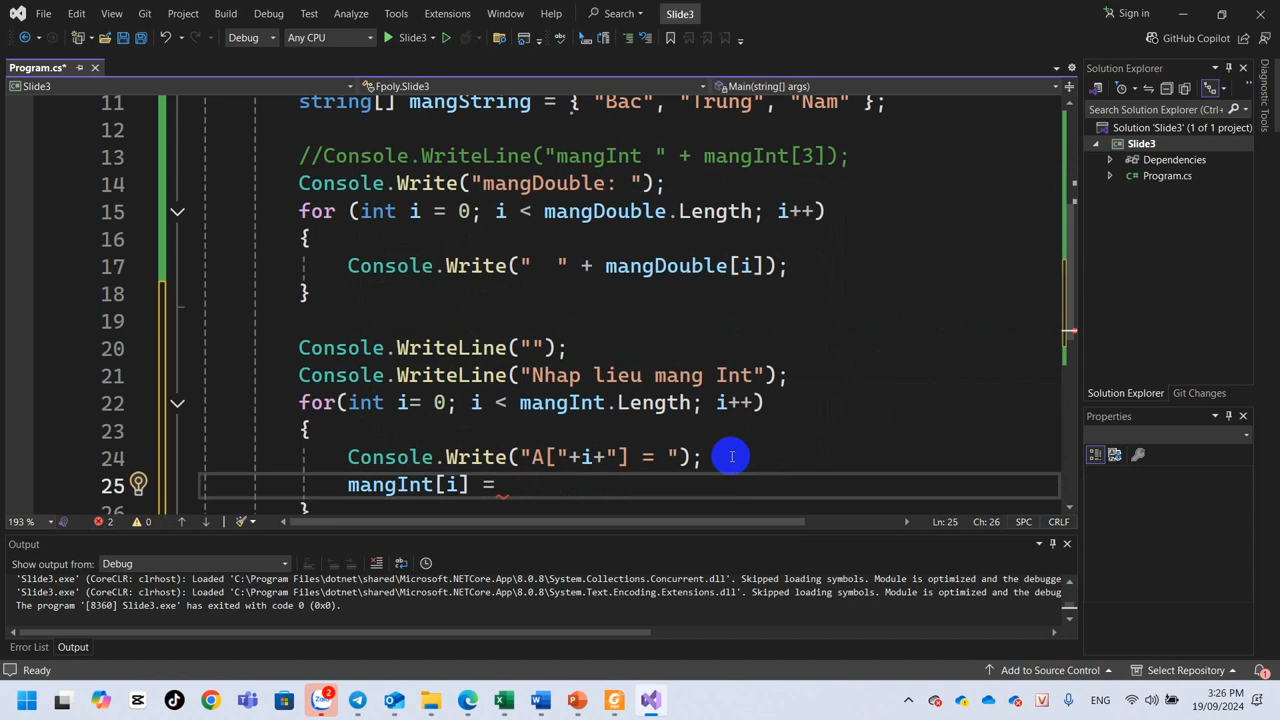 File Edit View Git Project Build Debug Test Analyze Tools Extensions Window Help Search Slide3 Sign in
Debug Any CPU Slide3 GitHub Copilot
Program.cs*
Slide3 Fpoly.Slide3 Main(string[] args)
11 string[] mangString = { "Bac", "Trung", "Nam" };
12
13 //Console.WriteLine("mangInt " + mangInt[3]);
14 Console.Write("mangDouble: ");
15 for (int i = 0; i < mangDouble.Length; i++)
16 {
17 Console.Write("  " + mangDouble[i]);
18 }
19
20 Console.WriteLine("");
21 Console.WriteLine("Nhap lieu mang Int");
22 for(int i= 0; i < mangInt.Length; i++)
23 {
24 Console.Write("A["+i+"] = ");
25 mangInt[i] =
26 }
193 % 2 0 Ln: 25 Ch: 26 SPC CRLF
Output
Show output from: Debug
'Slide3.exe' (CoreCLR: clrhost): Loaded 'C:\Program Files\dotnet\shared\Microsoft.NETCore.App\8.0.8\System.Collections.Concurrent.dll'. Skipped loading symbols. Module is optimized and the debugge
'Slide3.exe' (CoreCLR: clrhost): Loaded 'C:\Program Files\dotnet\shared\Microsoft.NETCore.App\8.0.8\System.Text.Encoding.Extensions.dll'. Skipped loading symbols. Module is optimized and the debug
The program '[8360] Slide3.exe' has exited with code 0 (0x0).
Error List Output
Solution Explorer
Search Solution Explorer (Ctrl+
Solution 'Slide3' (1 of 1 project)
Slide3
Dependencies
Program.cs
Solution Explorer Git Changes
Properties
Diagnostic Tools
Ready Add to Source Control Select Repository 1
Zalo 2 ENG 3:26 PM
19/09/2024